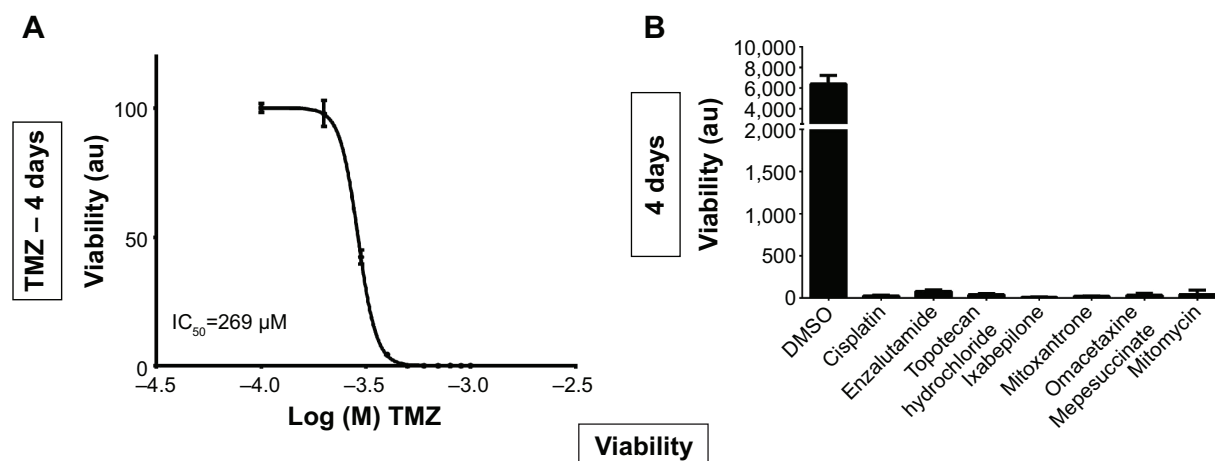 A
TMZ – 4 days
Viability (au)
100
50
0
IC50=269 µM
–4.5
–4.0
–3.5
–3.0
–2.5
Log (M) TMZ
B
4 days
Viability (au)
10,000
8,000
6,000
4,000
2,000
1,500
1,000
500
0
DMSO
Cisplatin
Enzalutamide
Topotecan
hydrochloride
Ixabepilone
Mitoxantrone
Omacetaxine
Mepesuccinate
Mitomycin
Viability